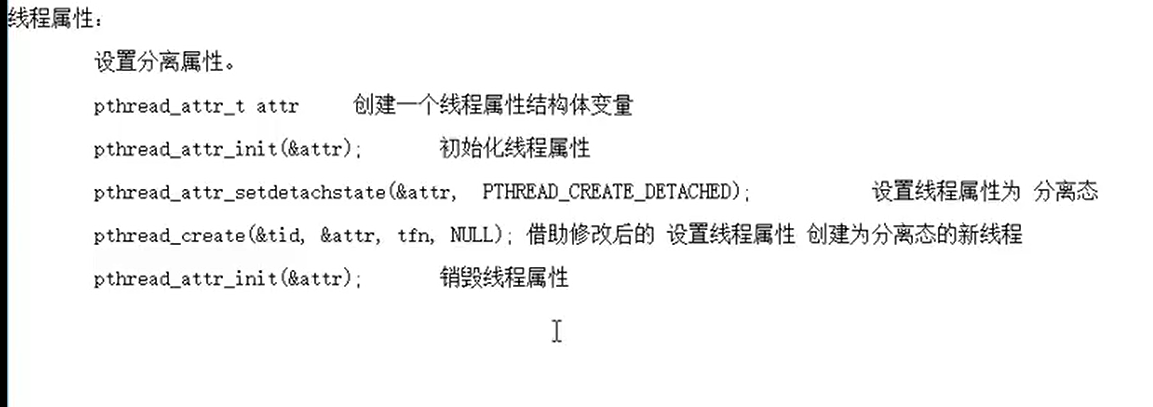 线程属性：
设置分离属性。
pthread_attr_t attr 创建一个线程属性结构体变量
pthread_attr_init(&attr); 初始化线程属性
pthread_attr_setdetachstate(&attr, PTHREAD_CREATE_DETACHED); 设置线程属性为 分离态
pthread_create(&tid, &attr, tfn, NULL); 借助修改后的 设置线程属性 创建为分离态的新线程
pthread_attr_init(&attr); 销毁线程属性